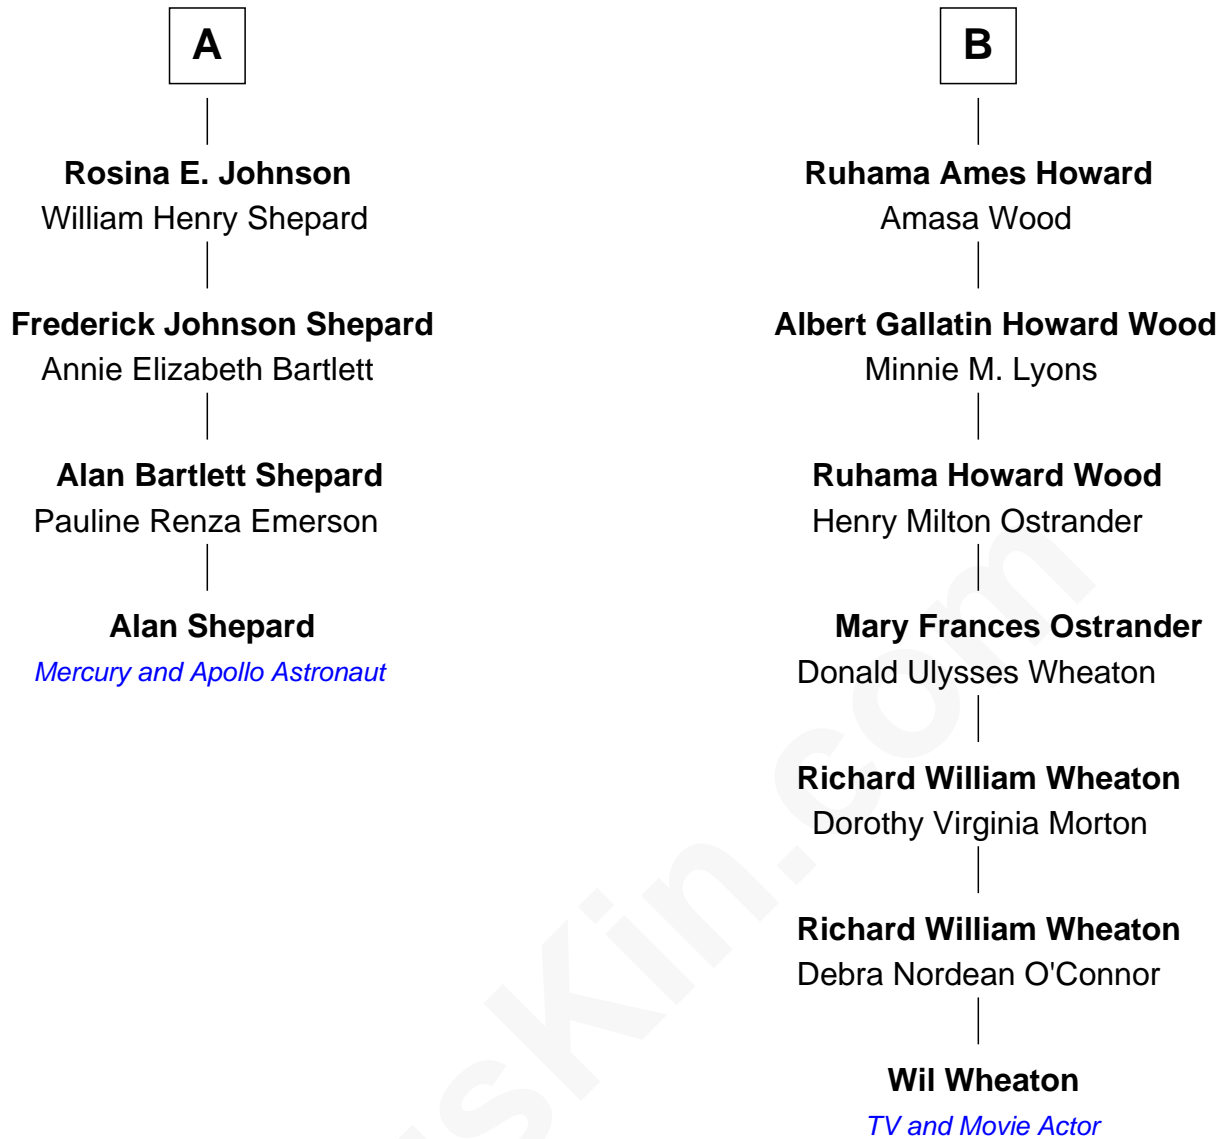 A
Rosina E. Johnson
William Henry Shepard
Frederick Johnson Shepard
Annie Elizabeth Bartlett
Alan Bartlett Shepard
Pauline Renza Emerson
Alan Shepard
Mercury and Apollo Astronaut
B
Ruhama Ames Howard
Amasa Wood
Albert Gallatin Howard Wood
Minnie M. Lyons
Ruhama Howard Wood
Henry Milton Ostrander
Mary Frances Ostrander
Donald Ulysses Wheaton
Richard William Wheaton
Dorothy Virginia Morton
Richard William Wheaton
Debra Nordean O'Connor
Wil Wheaton
TV and Movie Actor
sKin.com